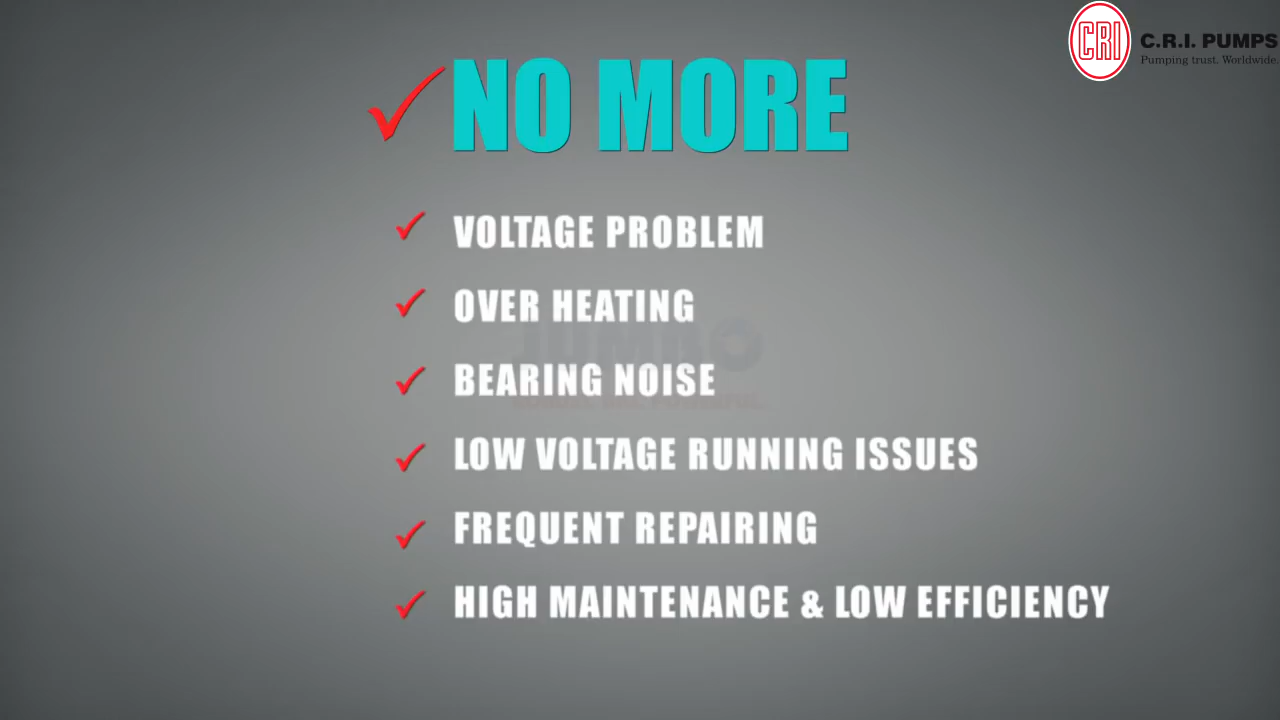 CRI
C.R.I. PUMPS
Pumping trust. Worldwide.
NO MORE
VOLTAGE PROBLEM
OVER HEATING
JUMBO
BEARING NOISE
LOW VOLTAGE RUNNING ISSUES
FREQUENT REPAIRING
HIGH MAINTENANCE & LOW EFFICIENCY